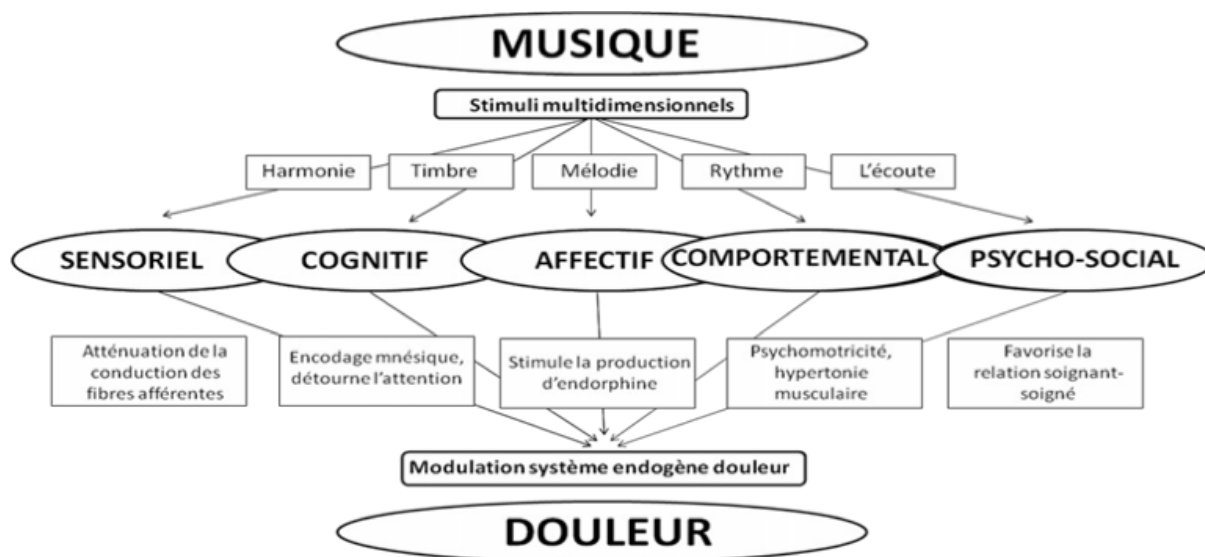 MUSIQUE
Stimuli multidimensionnels
Harmonie
Timbre
Mélodie
Rythme
L'écoute
SENSORIEL
COGNITIF
AFFECTIF
COMPORTEMENTAL
PSYCHO-SOCIAL
Atténuation de la
conduction des
fibres afférentes
Encodage mnésique,
détourne l'attention
Stimule la production
d'endorphine
Psychomotricité,
hypertonie
musculaire
Favorise la
relation soignant-
soigné
Modulation système endogène douleur
DOULEUR